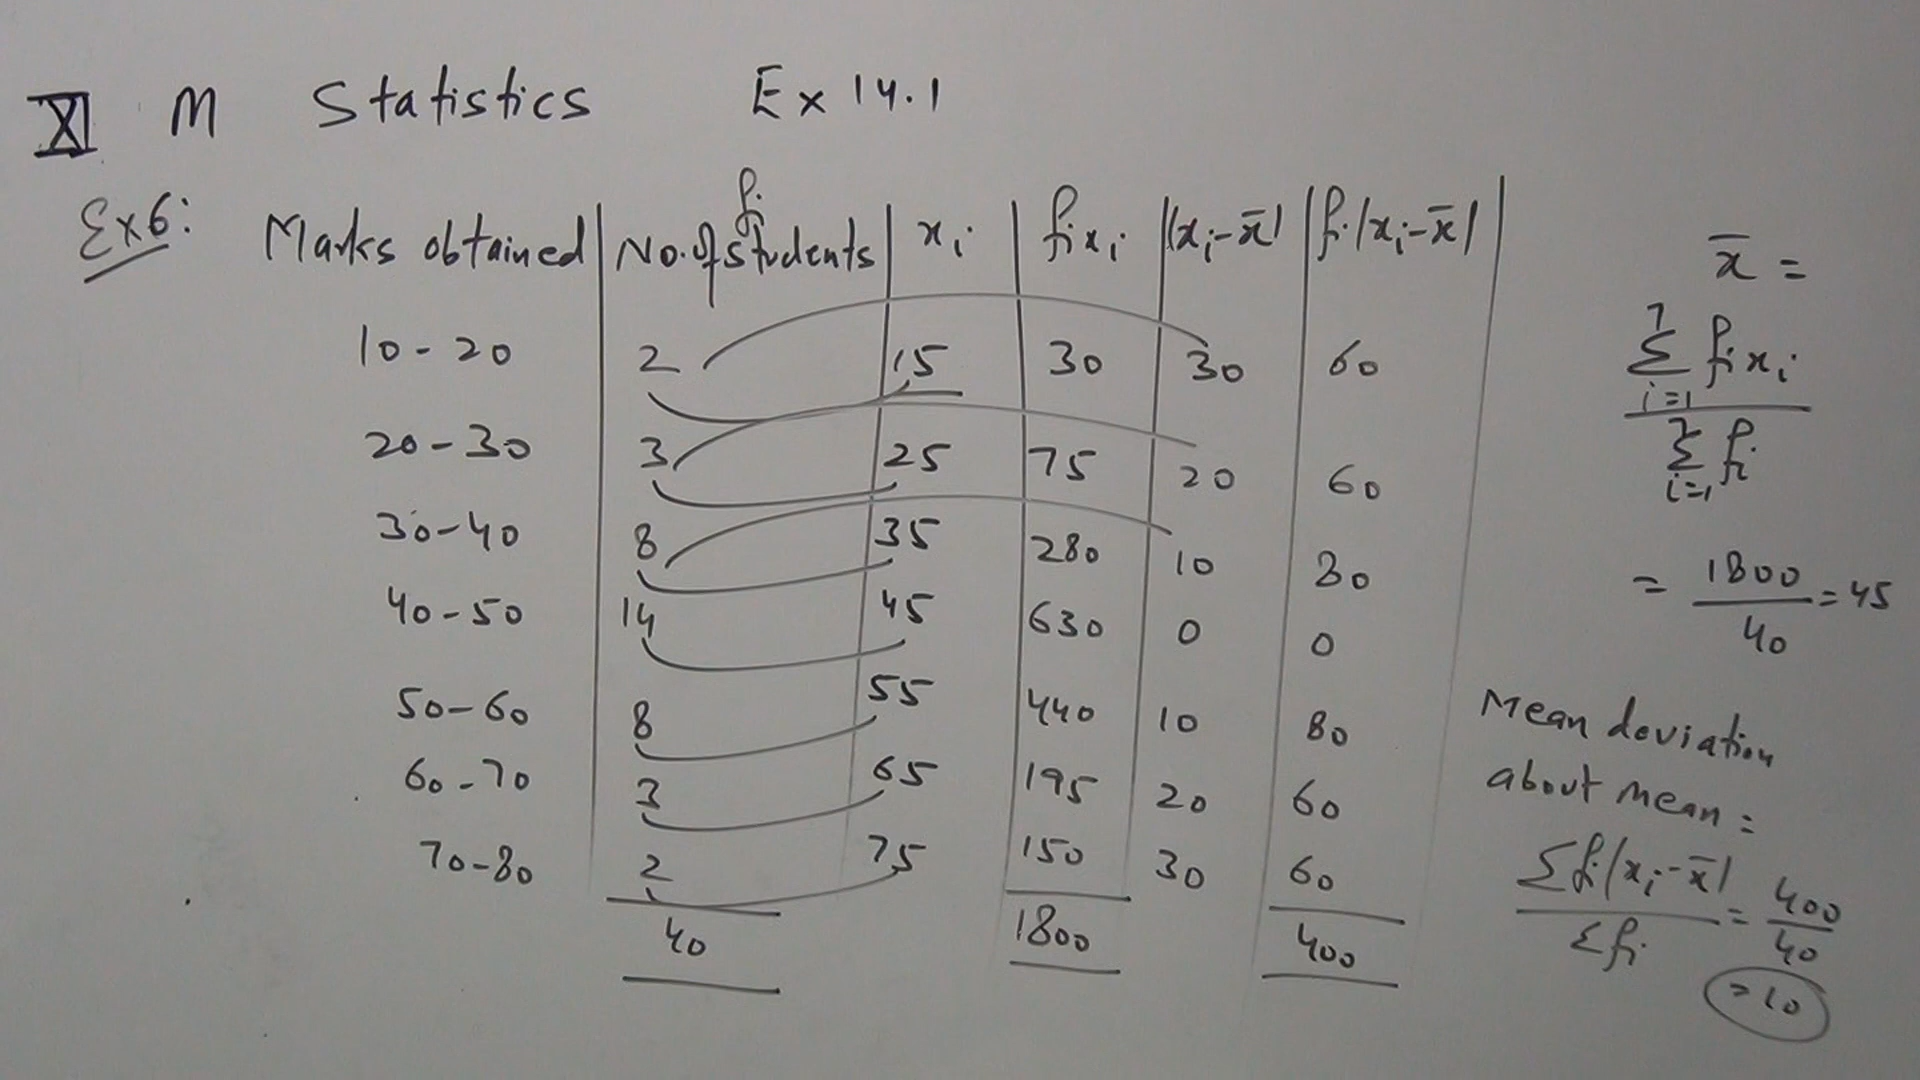 XI M Statistics Ex 14.1
Ex6: Marks obtained No. of students fi xi fixi |xi-x̄| fi|xi-x̄|
10-20 2 15 30 30 60
20-30 3 25 75 20 60
30-40 8 35 280 10 80
40-50 14 45 630 0 0
50-60 8 55 440 10 80
60-70 3 65 195 20 60
70-80 2 75 150 30 60
40 1800 400
x̄ =
7
Σ fixi
i=1
7
Σ fi
i=1
= 1800/40 = 45
Mean deviation
about mean =
Σfi|xi-x̄|/Σfi = 400/40
= 10